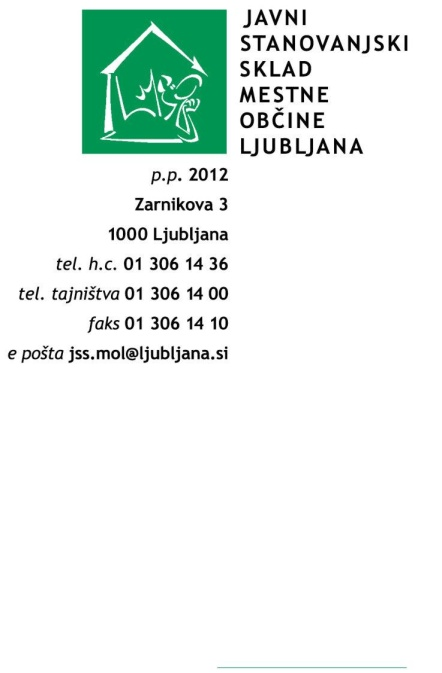 JAVNI
STANOVANJSKI
SKLAD
MESTNE
OBČINE
LJUBLJANA
p.p. 2012
Zarnikova 3
1000 Ljubljana
tel. h.c. 01 306 14 36
tel. tajništva 01 306 14 00
faks 01 306 14 10
e pošta jss.mol@ljubljana.si